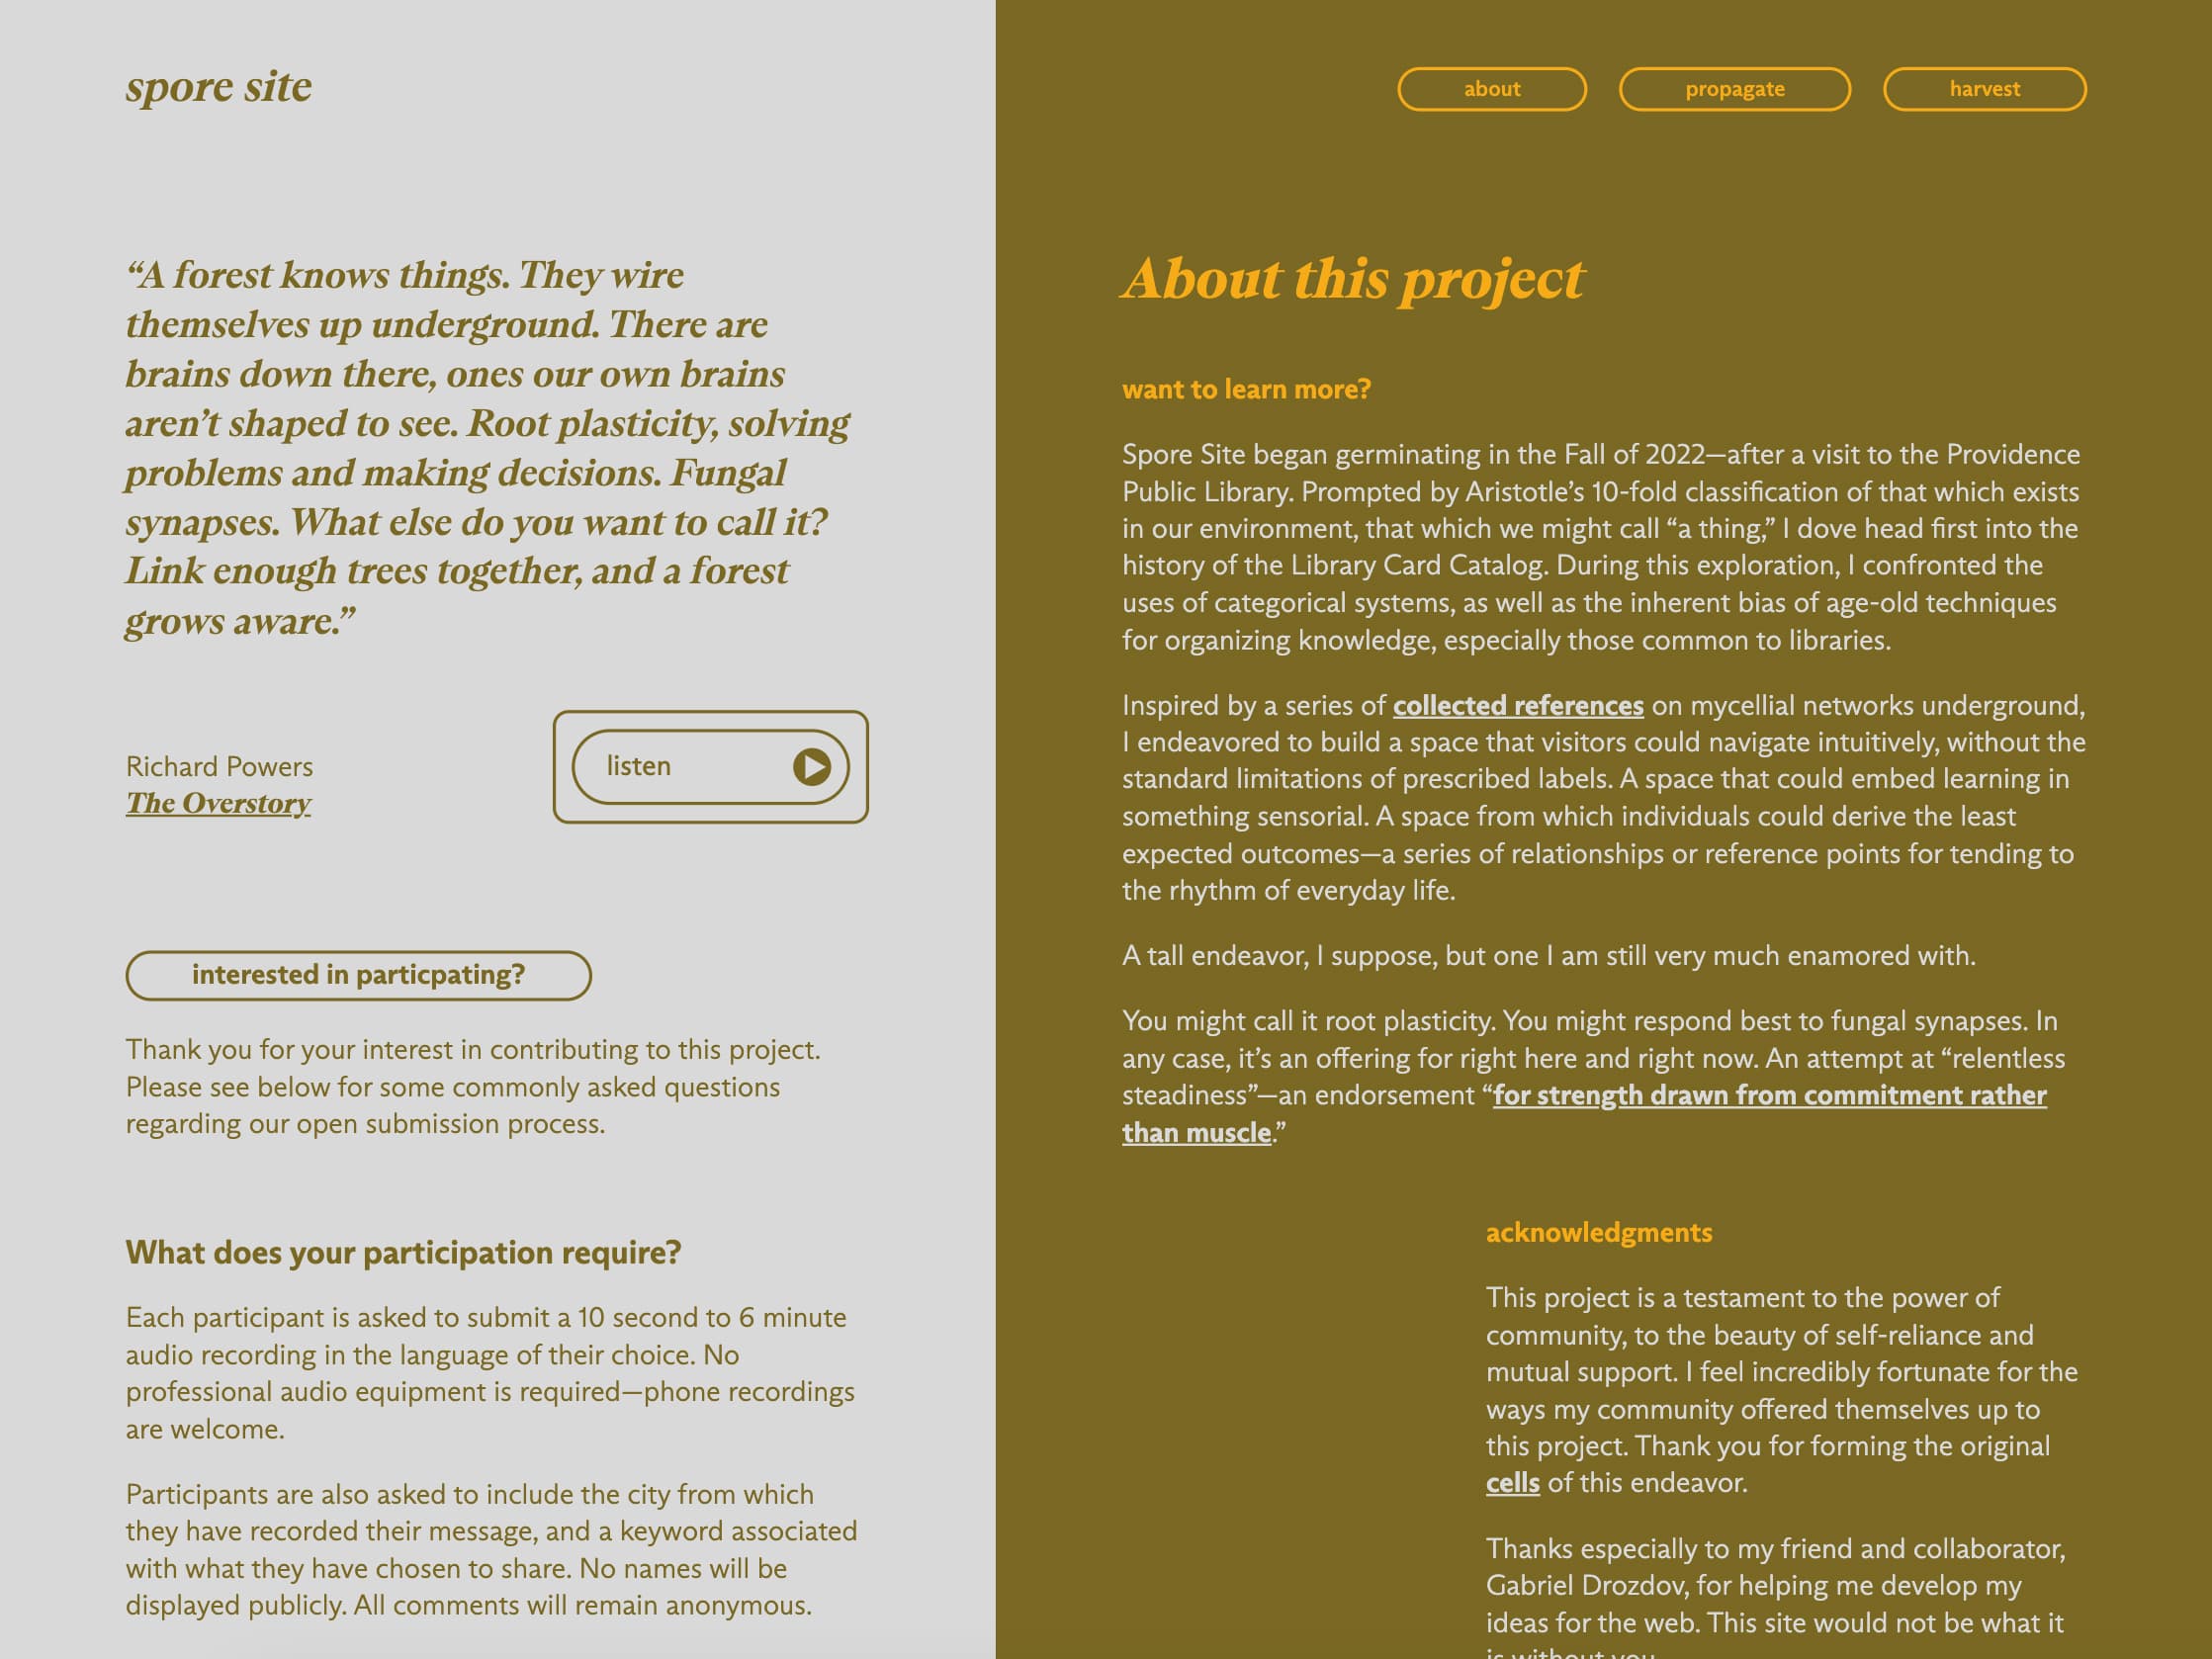 spore site
about
propagate
harvest
“A forest knows things. They wire
themselves up underground. There are
brains down there, ones our own brains
aren’t shaped to see. Root plasticity, solving
problems and making decisions. Fungal
synapses. What else do you want to call it?
Link enough trees together, and a forest
grows aware.”
Richard Powers
The Overstory
listen
interested in particpating?
Thank you for your interest in contributing to this project.
Please see below for some commonly asked questions
regarding our open submission process.
What does your participation require?
Each participant is asked to submit a 10 second to 6 minute
audio recording in the language of their choice. No
professional audio equipment is required—phone recordings
are welcome.
Participants are also asked to include the city from which
they have recorded their message, and a keyword associated
with what they have chosen to share. No names will be
displayed publicly. All comments will remain anonymous.
About this project
want to learn more?
Spore Site began germinating in the Fall of 2022—after a visit to the Providence
Public Library. Prompted by Aristotle’s 10-fold classification of that which exists
in our environment, that which we might call “a thing,” I dove head first into the
history of the Library Card Catalog. During this exploration, I confronted the
uses of categorical systems, as well as the inherent bias of age-old techniques
for organizing knowledge, especially those common to libraries.
Inspired by a series of collected references on mycellial networks underground,
I endeavored to build a space that visitors could navigate intuitively, without the
standard limitations of prescribed labels. A space that could embed learning in
something sensorial. A space from which individuals could derive the least
expected outcomes—a series of relationships or reference points for tending to
the rhythm of everyday life.
A tall endeavor, I suppose, but one I am still very much enamored with.
You might call it root plasticity. You might respond best to fungal synapses. In
any case, it’s an offering for right here and right now. An attempt at “relentless
steadiness”—an endorsement “for strength drawn from commitment rather
than muscle.”
acknowledgments
This project is a testament to the power of
community, to the beauty of self-reliance and
mutual support. I feel incredibly fortunate for the
ways my community offered themselves up to
this project. Thank you for forming the original
cells of this endeavor.
Thanks especially to my friend and collaborator,
Gabriel Drozdov, for helping me develop my
ideas for the web. This site would not be what it
is without you.